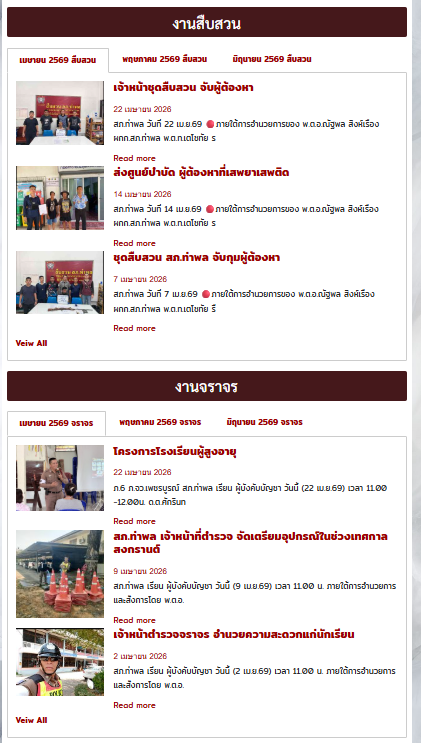 งานสืบสวน
เมษายน 2569 สืบสวน
พฤษภาคม 2569 สืบสวน
มิถุนายน 2569 สืบสวน
เจ้าหน้าชุดสืบสวน จับผู้ต้องหา
22 เมษายน 2026
สภ.ท่าพล วันที่ 22 เม.ย.69 🔴ภายใต้การอำนวยการของ พ.ต.อ.ณัฐพล สิงห์เรือง
ผกก.สภ.ท่าพล พ.ต.ท.เดโชทัย ร
Read more
ส่งศูนย์บำบัด ผู้ต้องหาที่เสพยาเสพติด
14 เมษายน 2026
สภ.ท่าพล วันที่ 14 เม.ย.69 🔴ภายใต้การอำนวยการของ พ.ต.อ.ณัฐพล สิงห์เรือง
ผกก.สภ.ท่าพล พ.ต.ท.เดโชทัย ร
Read more
ชุดสืบสวน สภ.ท่าพล จับกุมผู้ต้องหา
7 เมษายน 2026
สภ.ท่าพล วันที่ 7 เม.ย.69 🔴ภายใต้การอำนวยการของ พ.ต.อ.ณัฐพล สิงห์เรือง
ผกก.สภ.ท่าพล พ.ต.ท.เดโชทัย รื
Read more
Veiw All
งานจราจร
เมษายน 2569 จราจร
พฤษภาคม 2569 จราจร
มิถุนายน 2569 จราจร
โครงการโรงเรียนผู้สูงอายุ
22 เมษายน 2026
ภ.6 ภ.จว.เพชรบูรณ์ สภ.ท่าพล เรียน ผู้บังคับบัญชา วันนี้ (22 เม.ย.69) เวลา 11.00
-12.00น. ด.ต.ศักรินท
Read more
สภ.ท่าพล เจ้าหน้าที่ตำรวจ จัดเตรียมอุปกรณ์ในช่วงเทศกาล
สงกรานต์
9 เมษายน 2026
สภ.ท่าพล เรียน ผู้บังคับบัญชา วันนี้ (9 เม.ย.69) เวลา 11.00 น. ภายใต้การอำนวยการ
และสั่งการโดย พ.ต.อ.
Read more
เจ้าหน้าตำรวจจราจร อำนวยความสะดวกแก่นักเรียน
2 เมษายน 2026
สภ.ท่าพล เรียน ผู้บังคับบัญชา วันนี้ (2 เม.ย.69) เวลา 11.00 น. ภายใต้การอำนวยการ
และสั่งการโดย พ.ต.อ.
Read more
Veiw All